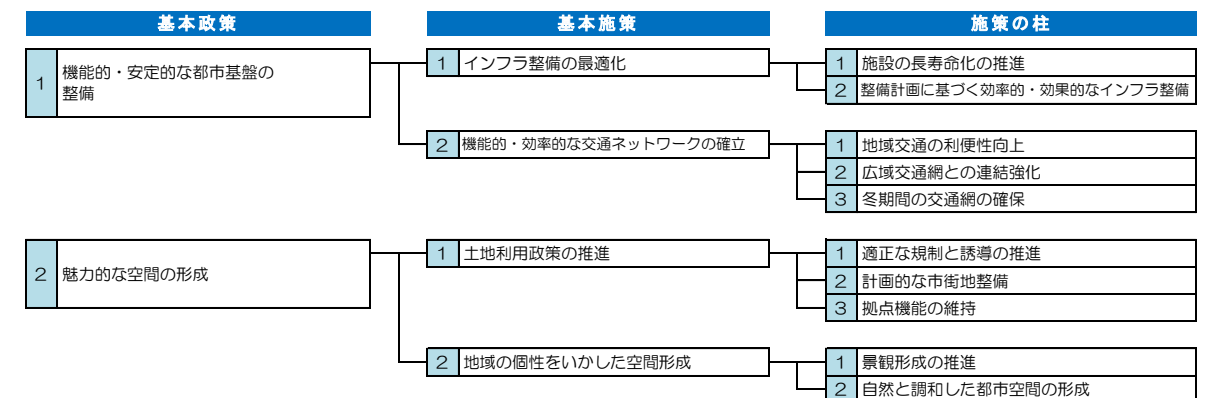 基本政策
基本施策
施策の柱
1 機能的・安定的な都市基盤の
整備
1 インフラ整備の最適化
1 施設の長寿命化の推進
2 整備計画に基づく効率的・効果的なインフラ整備
2 機能的・効率的な交通ネットワークの確立
1 地域交通の利便性向上
2 広域交通網との連結強化
3 冬期間の交通網の確保
2 魅力的な空間の形成
1 土地利用政策の推進
1 適正な規制と誘導の推進
2 計画的な市街地整備
3 拠点機能の維持
2 地域の個性をいかした空間形成
1 景観形成の推進
2 自然と調和した都市空間の形成